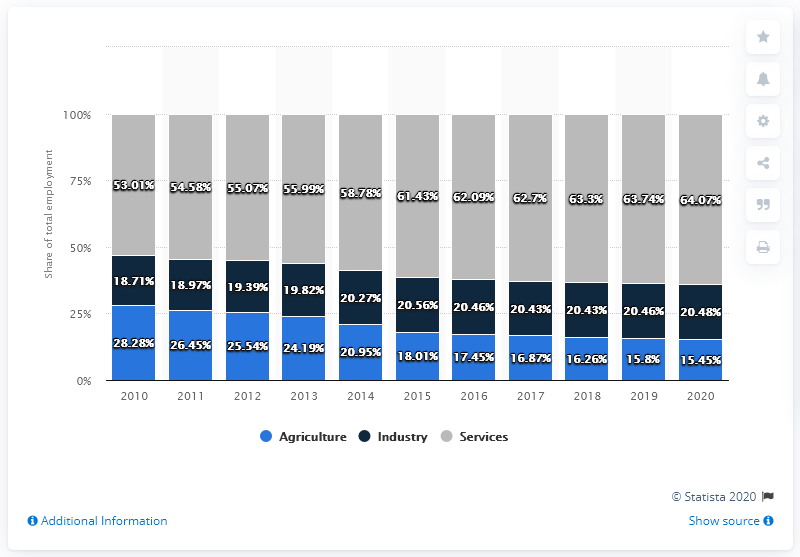 Share of total employment
100%
75%
50%
25%
0%
53.01% 54.58% 55.07% 55.99% 58.78% 61.43% 62.09% 62.7% 63.3% 63.74% 64.07%
18.71% 18.97% 19.39% 19.82% 20.27% 20.56% 20.46% 20.43% 20.43% 20.46% 20.48%
28.28% 26.45% 25.54% 24.19% 20.95% 18.01% 17.45% 16.87% 16.26% 15.8% 15.45%
2010 2011 2012 2013 2014 2015 2016 2017 2018 2019 2020
Agriculture Industry Services
© Statista 2020
Additional Information Show source